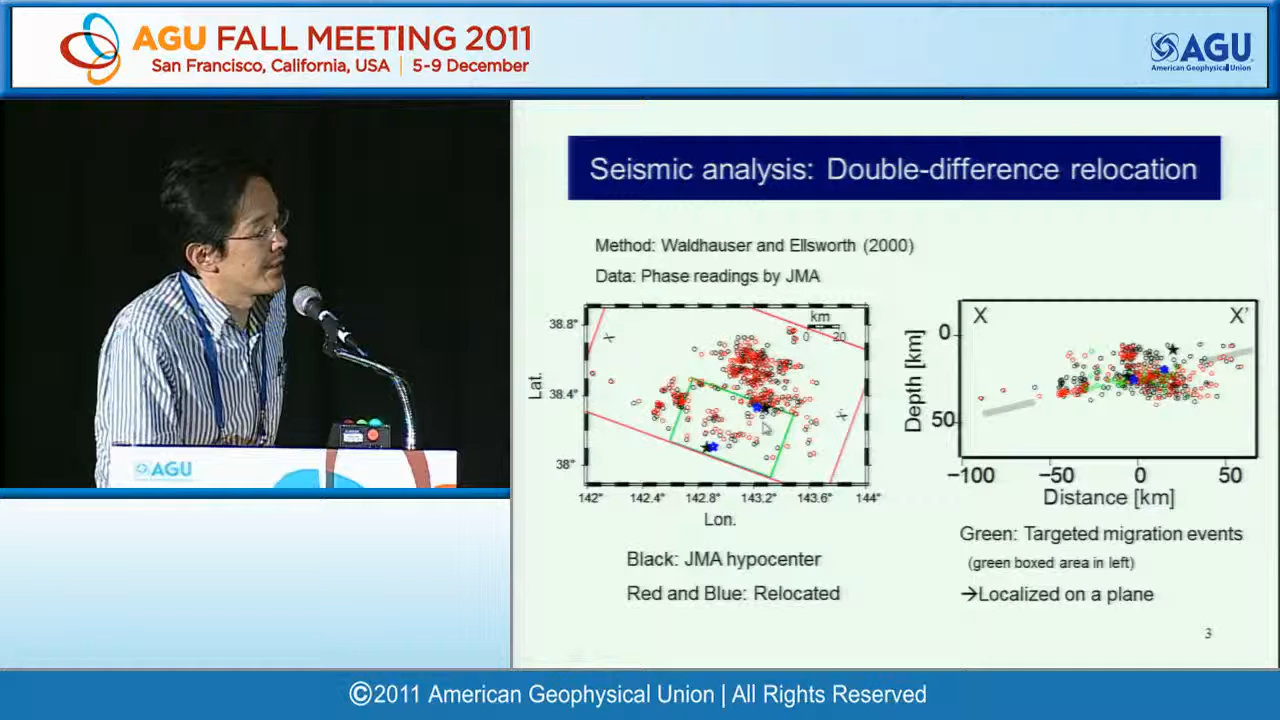 AGU FALL MEETING 2011
San Francisco, California, USA | 5-9 December
AGU
American Geophysical Union
Seismic analysis: Double-difference relocation
Method: Waldhauser and Ellsworth (2000)
Data: Phase readings by JMA
km
0 20
X
X'
38.8°
38.4°
38°
Lat.
142° 142.4° 142.8° 143.2° 143.6° 144°
Lon.
X
X'
0
50
Depth [km]
−100 −50 0 50
Distance [km]
Black: JMA hypocenter
Red and Blue: Relocated
Green: Targeted migration events
(green boxed area in left)
→Localized on a plane
3
AGU
©2011 American Geophysical Union | All Rights Reserved